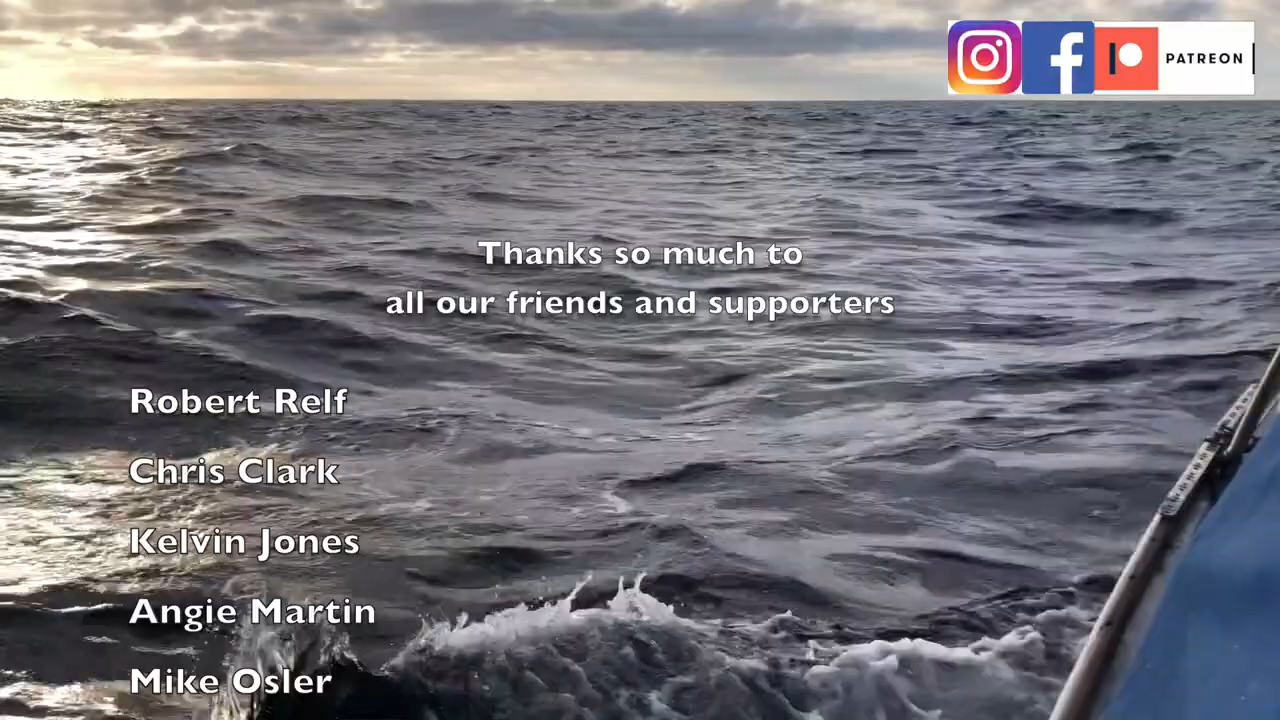 PATREON
Thanks so much to
all our friends and supporters
Robert Relf
Chris Clark
Kelvin Jones
Angie Martin
Mike Osler